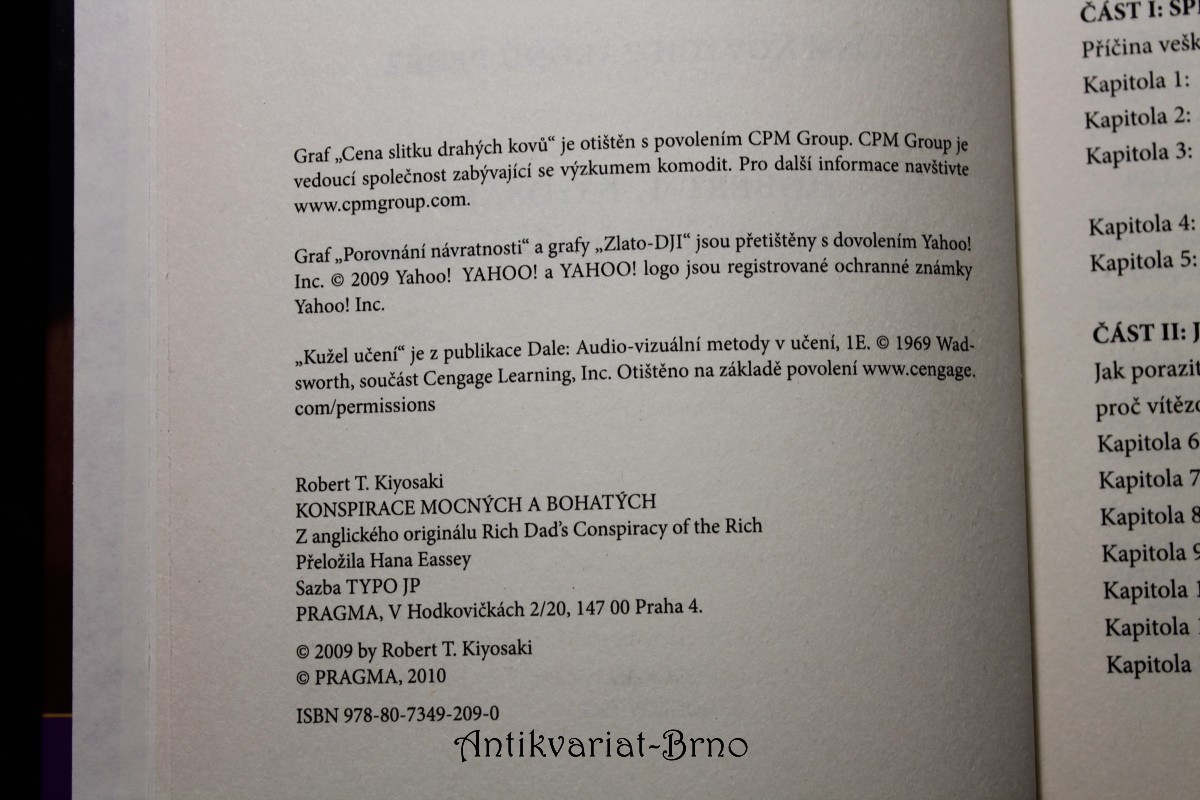 Graf „Cena slitku drahých kovů“ je otištěn s povolením CPM Group. CPM Group je
vedoucí společnost zabývající se výzkumem komodit. Pro další informace navštivte
www.cpmgroup.com.
Graf „Porovnání návratnosti“ a grafy „Zlato-DJI“ jsou přetištěny s dovolením Yahoo!
Inc. © 2009 Yahoo! YAHOO! a YAHOO! logo jsou registrované ochranné známky
Yahoo! Inc.
„Kužel učení“ je z publikace Dale: Audio-vizuální metody v učení, 1E. © 1969 Wad-
sworth, součást Cengage Learning, Inc. Otištěno na základě povolení www.cengage.
com/permissions
Robert T. Kiyosaki
KONSPIRACE MOCNÝCH A BOHATÝCH
Z anglického originálu Rich Dad’s Conspiracy of the Rich
Přeložila Hana Eassey
Sazba TYPO JP
PRAGMA, V Hodkovičkách 2/20, 147 00 Praha 4.
© 2009 by Robert T. Kiyosaki
© PRAGMA, 2010
ISBN 978-80-7349-209-0
Antikvariat-Brno
ČÁST I:
Příčina
Kapitola 1:
Kapitola 2:
Kapitola 3:
Kapitola 4:
Kapitola 5:
ČÁST II:
Jak
proč
Kapitola 6
Kapitola 7
Kapitola 8
Kapitola 9
Kapitola
Kapitola
Kapitola